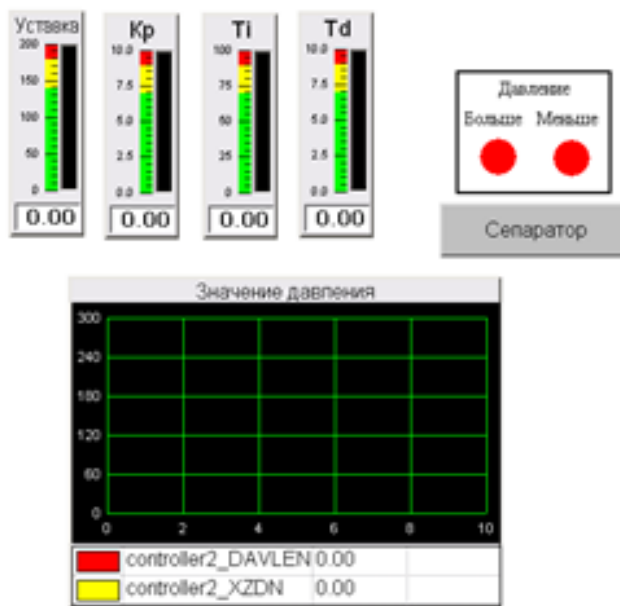 Уставка
200
150
100
50
0
0.00
Kp
10.0
7.5
5.0
2.5
0.0
0.00
Ti
100
75
50
25
0
0.00
Td
10.0
7.5
5.0
2.5
0.0
0.00
Давление
Больше Меньше
Сепаратор
Значение давления
300
240
180
120
60
0
0 2 4 6 8 10
controller2_DAVLEN 0.00
controller2_XZDN 0.00